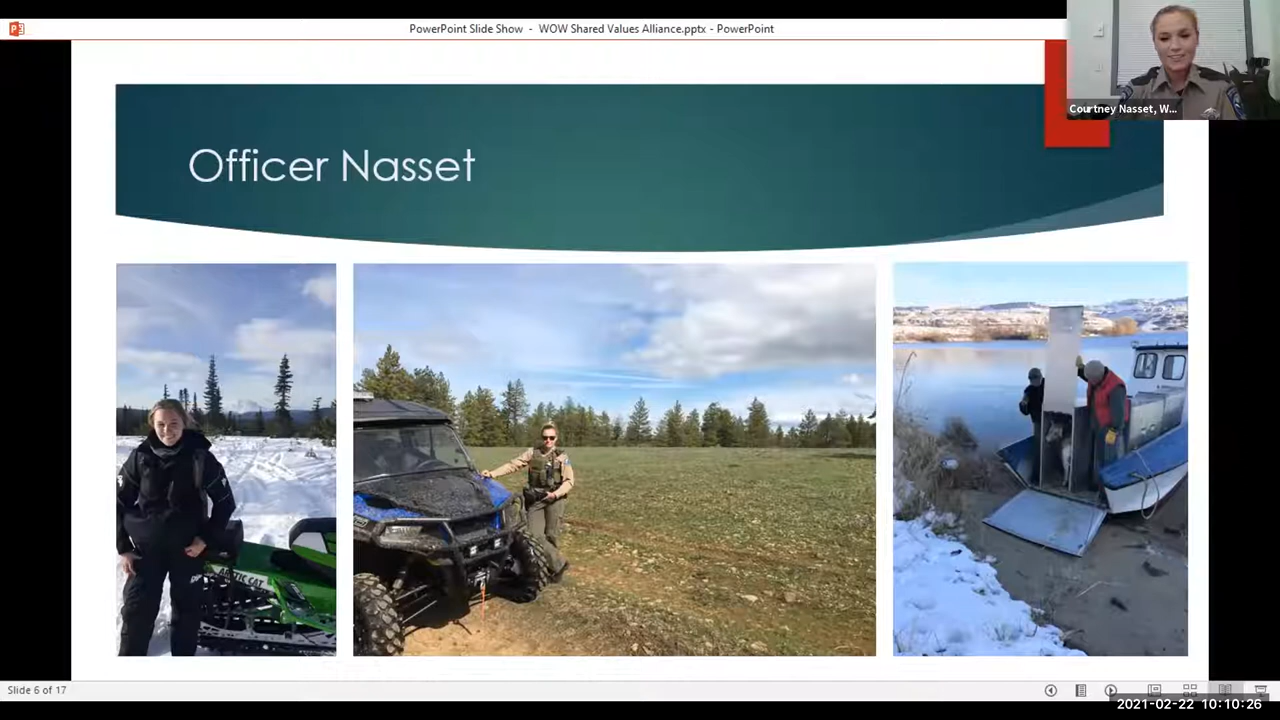 PowerPoint Slide Show - WOW Shared Values Alliance.pptx - PowerPoint
Courtney Nasset, W...
Officer Nasset
ARCTIC CAT
Slide 6 of 17
2021-02-22 10:10:26